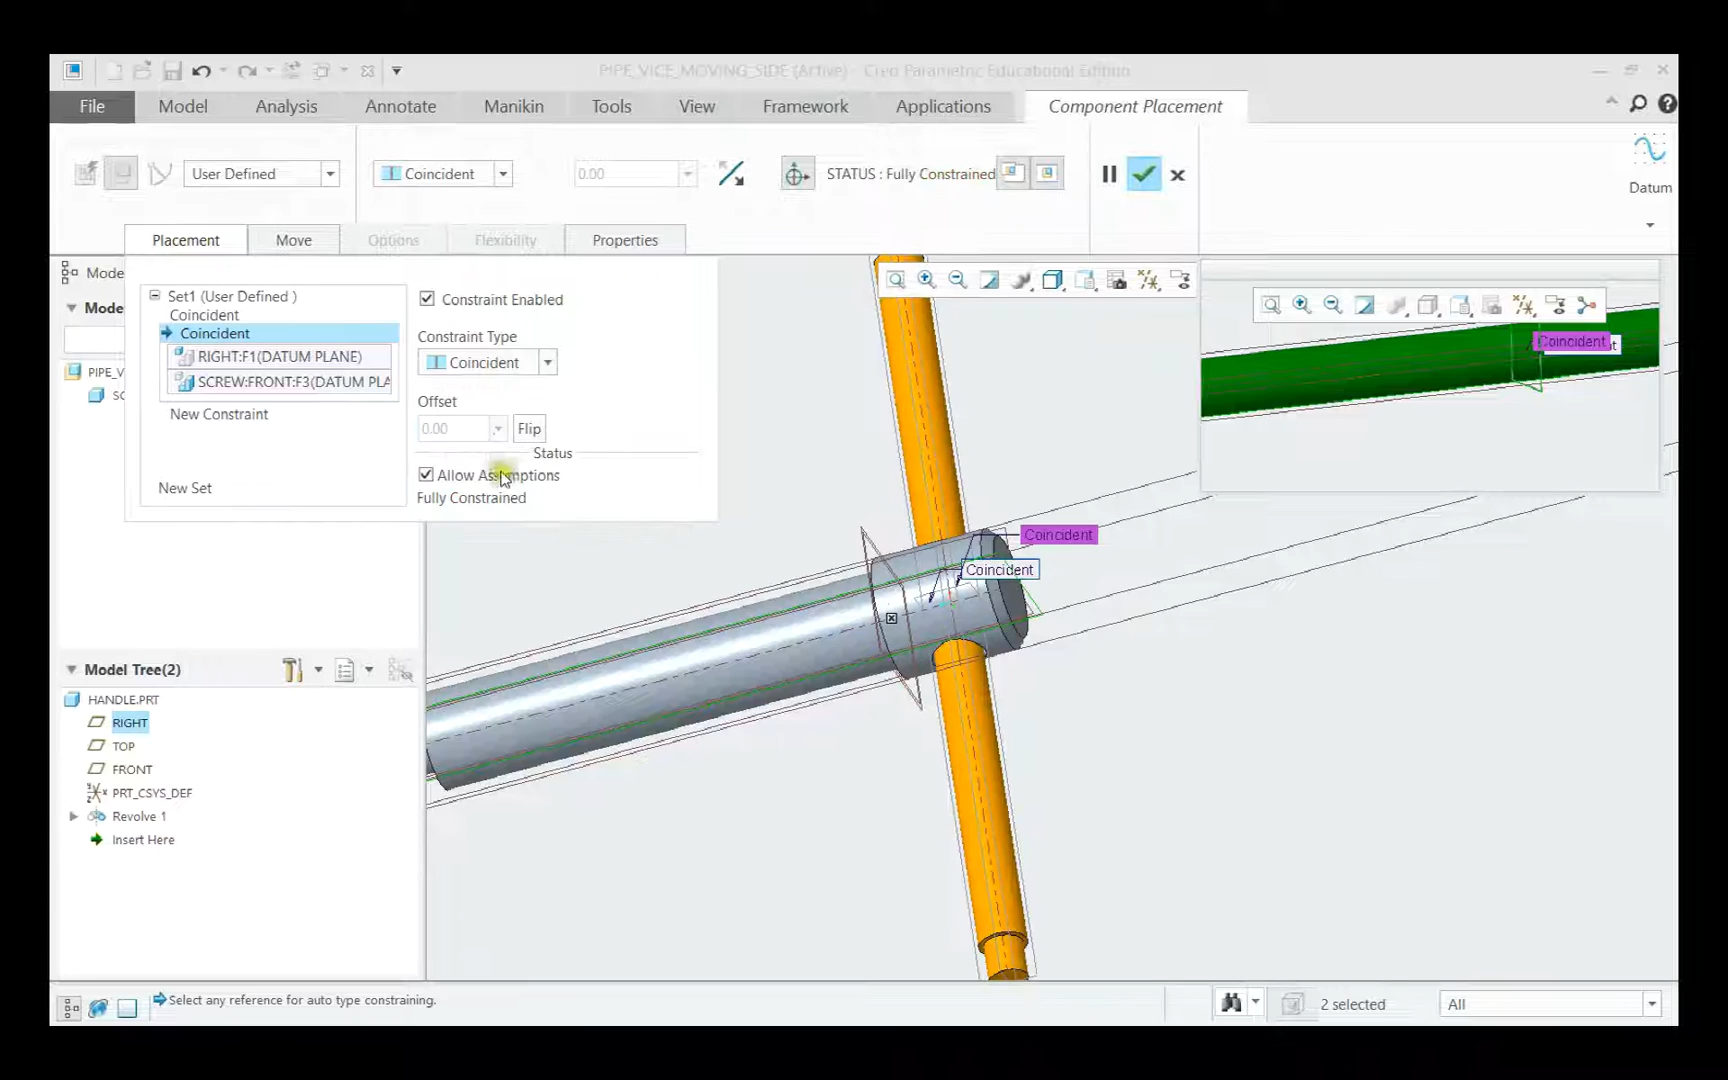 PIPE_VICE_MOVING_SIDE (Active) - Creo Parametric Educational Edition
File Model Analysis Annotate Manikin Tools View Framework Applications Component Placement
User Defined Coincident 0.00 STATUS : Fully Constrained
Datum
Placement Move Options Flexibility Properties
Mode
Mode
PIPE_V
SC
Set1 (User Defined )
Coincident
Coincident
RIGHT:F1(DATUM PLANE)
SCREW:FRONT:F3(DATUM PLA
New Constraint
New Set
Constraint Enabled
Constraint Type
Coincident
Offset
0.00 Flip
Status
Allow Assumptions
Fully Constrained
Coincident
Coincident
Coincident
Model Tree(2)
HANDLE.PRT
RIGHT
TOP
FRONT
PRT_CSYS_DEF
Revolve 1
Insert Here
Select any reference for auto type constraining.
2 selected All